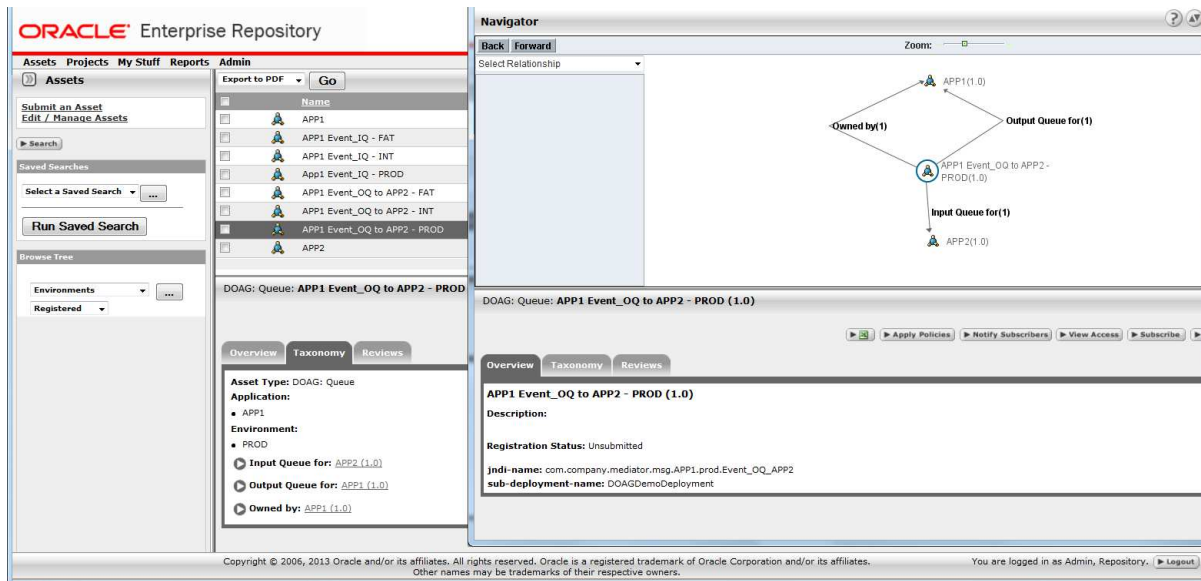 ORACLE® Enterprise Repository
Assets Projects My Stuff Reports Admin
Assets
Submit an Asset
Edit / Manage Assets
Search
Saved Searches
Select a Saved Search ...
Run Saved Search
Browse Tree
Environments ...
Registered
Export to PDF Go
Name
APP1
APP1 Event_IQ - FAT
APP1 Event_IQ - INT
App1 Event_IQ - PROD
APP1 Event_OQ to APP2 - FAT
APP1 Event_OQ to APP2 - INT
APP1 Event_OQ to APP2 - PROD
APP2
DOAG: Queue: APP1 Event_OQ to APP2 - PROD
Overview Taxonomy Reviews
Asset Type: DOAG: Queue
Application:
• APP1
Environment:
• PROD
Input Queue for: APP2 (1.0)
Output Queue for: APP1 (1.0)
Owned by: APP1 (1.0)
Navigator ?
Back Forward Zoom:
Select Relationship
APP1(1.0)
Owned by(1) Output Queue for(1)
APP1 Event_OQ to APP2 -
PROD(1.0)
Input Queue for(1)
APP2(1.0)
DOAG: Queue: APP1 Event_OQ to APP2 - PROD (1.0)
Apply Policies Notify Subscribers View Access Subscribe
Overview Taxonomy Reviews
APP1 Event_OQ to APP2 - PROD (1.0)
Description:
Registration Status: Unsubmitted
jndi-name: com.company.mediator.msg.APP1.prod.Event_OQ_APP2
sub-deployment-name: DOAGDemoDeployment
Copyright © 2006, 2013 Oracle and/or its affiliates. All rights reserved. Oracle is a registered trademark of Oracle Corporation and/or its affiliates.
Other names may be trademarks of their respective owners.
You are logged in as Admin, Repository. Logout